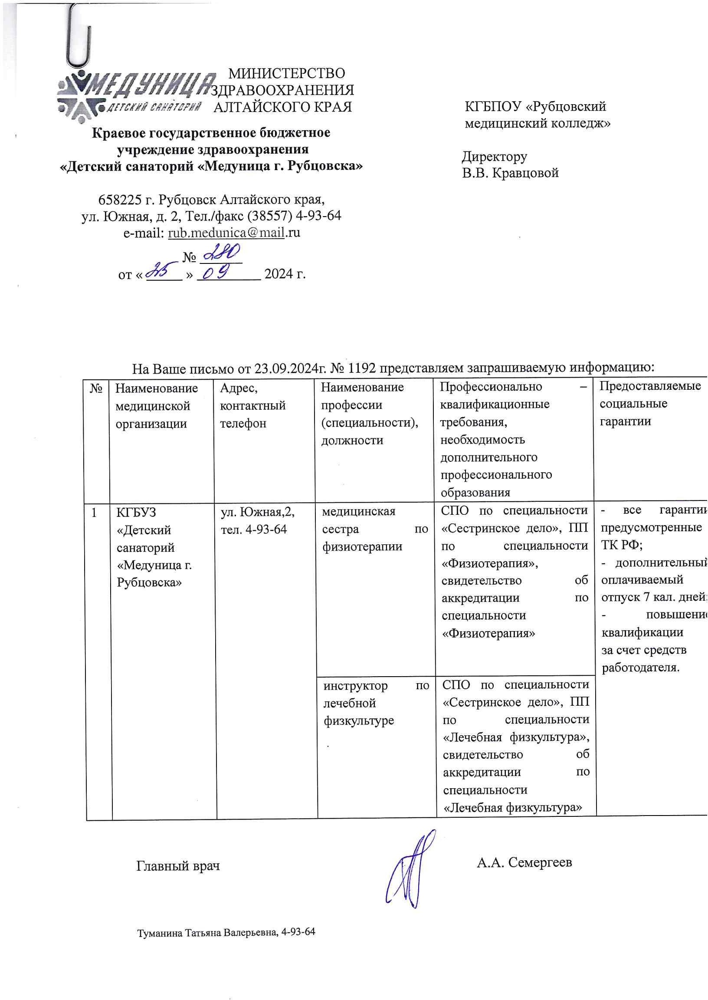 МЕДУНИЦА
ДЕТСКИЙ САНАТОРИЙ
МИНИСТЕРСТВО
ЗДРАВООХРАНЕНИЯ
АЛТАЙСКОГО КРАЯ
Краевое государственное бюджетное
учреждение здравоохранения
«Детский санаторий «Медуница г. Рубцовска»
658225 г. Рубцовск Алтайского края,
ул. Южная, д. 2, Тел./факс (38557) 4-93-64
e-mail: rub.medunica@mail.ru
№ 280
от « 25 » 09 2024 г.
КГБПОУ «Рубцовский
медицинский колледж»
Директору
В.В. Кравцовой
На Ваше письмо от 23.09.2024г. № 1192 представляем запрашиваемую информацию:
№
Наименование
медицинской
организации
Адрес,
контактный
телефон
Наименование
профессии
(специальности),
должности
Профессионально –
квалификационные
требования,
необходимость
дополнительного
профессионального
образования
Предоставляемые
социальные
гарантии
1
КГБУЗ
«Детский
санаторий
«Медуница г.
Рубцовска»
ул. Южная,2,
тел. 4-93-64
медицинская
сестра по
физиотерапии
СПО по специальности
«Сестринское дело», ПП
по специальности
«Физиотерапия»,
свидетельство об
аккредитации по
специальности
«Физиотерапия»
- все гарантии
предусмотренные
ТК РФ;
- дополнительный
оплачиваемый
отпуск 7 кал. дней;
- повышение
квалификации
за счет средств
работодателя.
инструктор по
лечебной
физкультуре
СПО по специальности
«Сестринское дело», ПП
по специальности
«Лечебная физкультура»,
свидетельство об
аккредитации по
специальности
«Лечебная физкультура»
Главный врач
А.А. Семергеев
Туманина Татьяна Валерьевна, 4-93-64